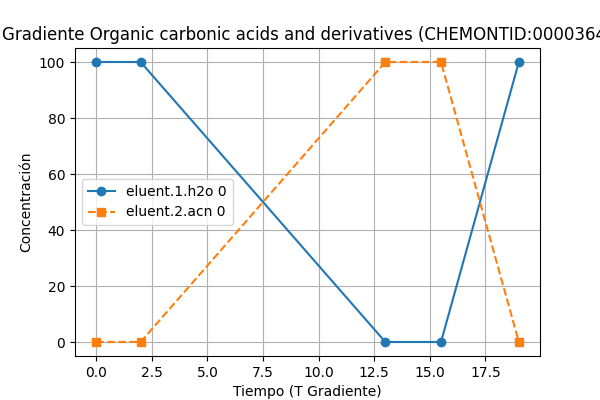 Gradiente Organic carbonic acids and derivatives (CHEMONTID:0000364
100
80
60
40
20
0
Concentración
eluent.1.h2o 0
eluent.2.acn 0
0.0 2.5 5.0 7.5 10.0 12.5 15.0 17.5
Tiempo (T Gradiente)